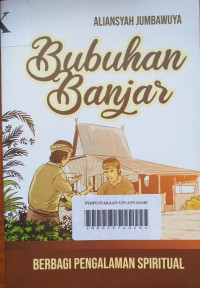 ALIANSYAH JUMBAWUYA
K
Bubuhan
Banjar
PERPUSTAKAAN UIN ANTASARI
BERBAGI PENGALAMAN SPIRITUAL